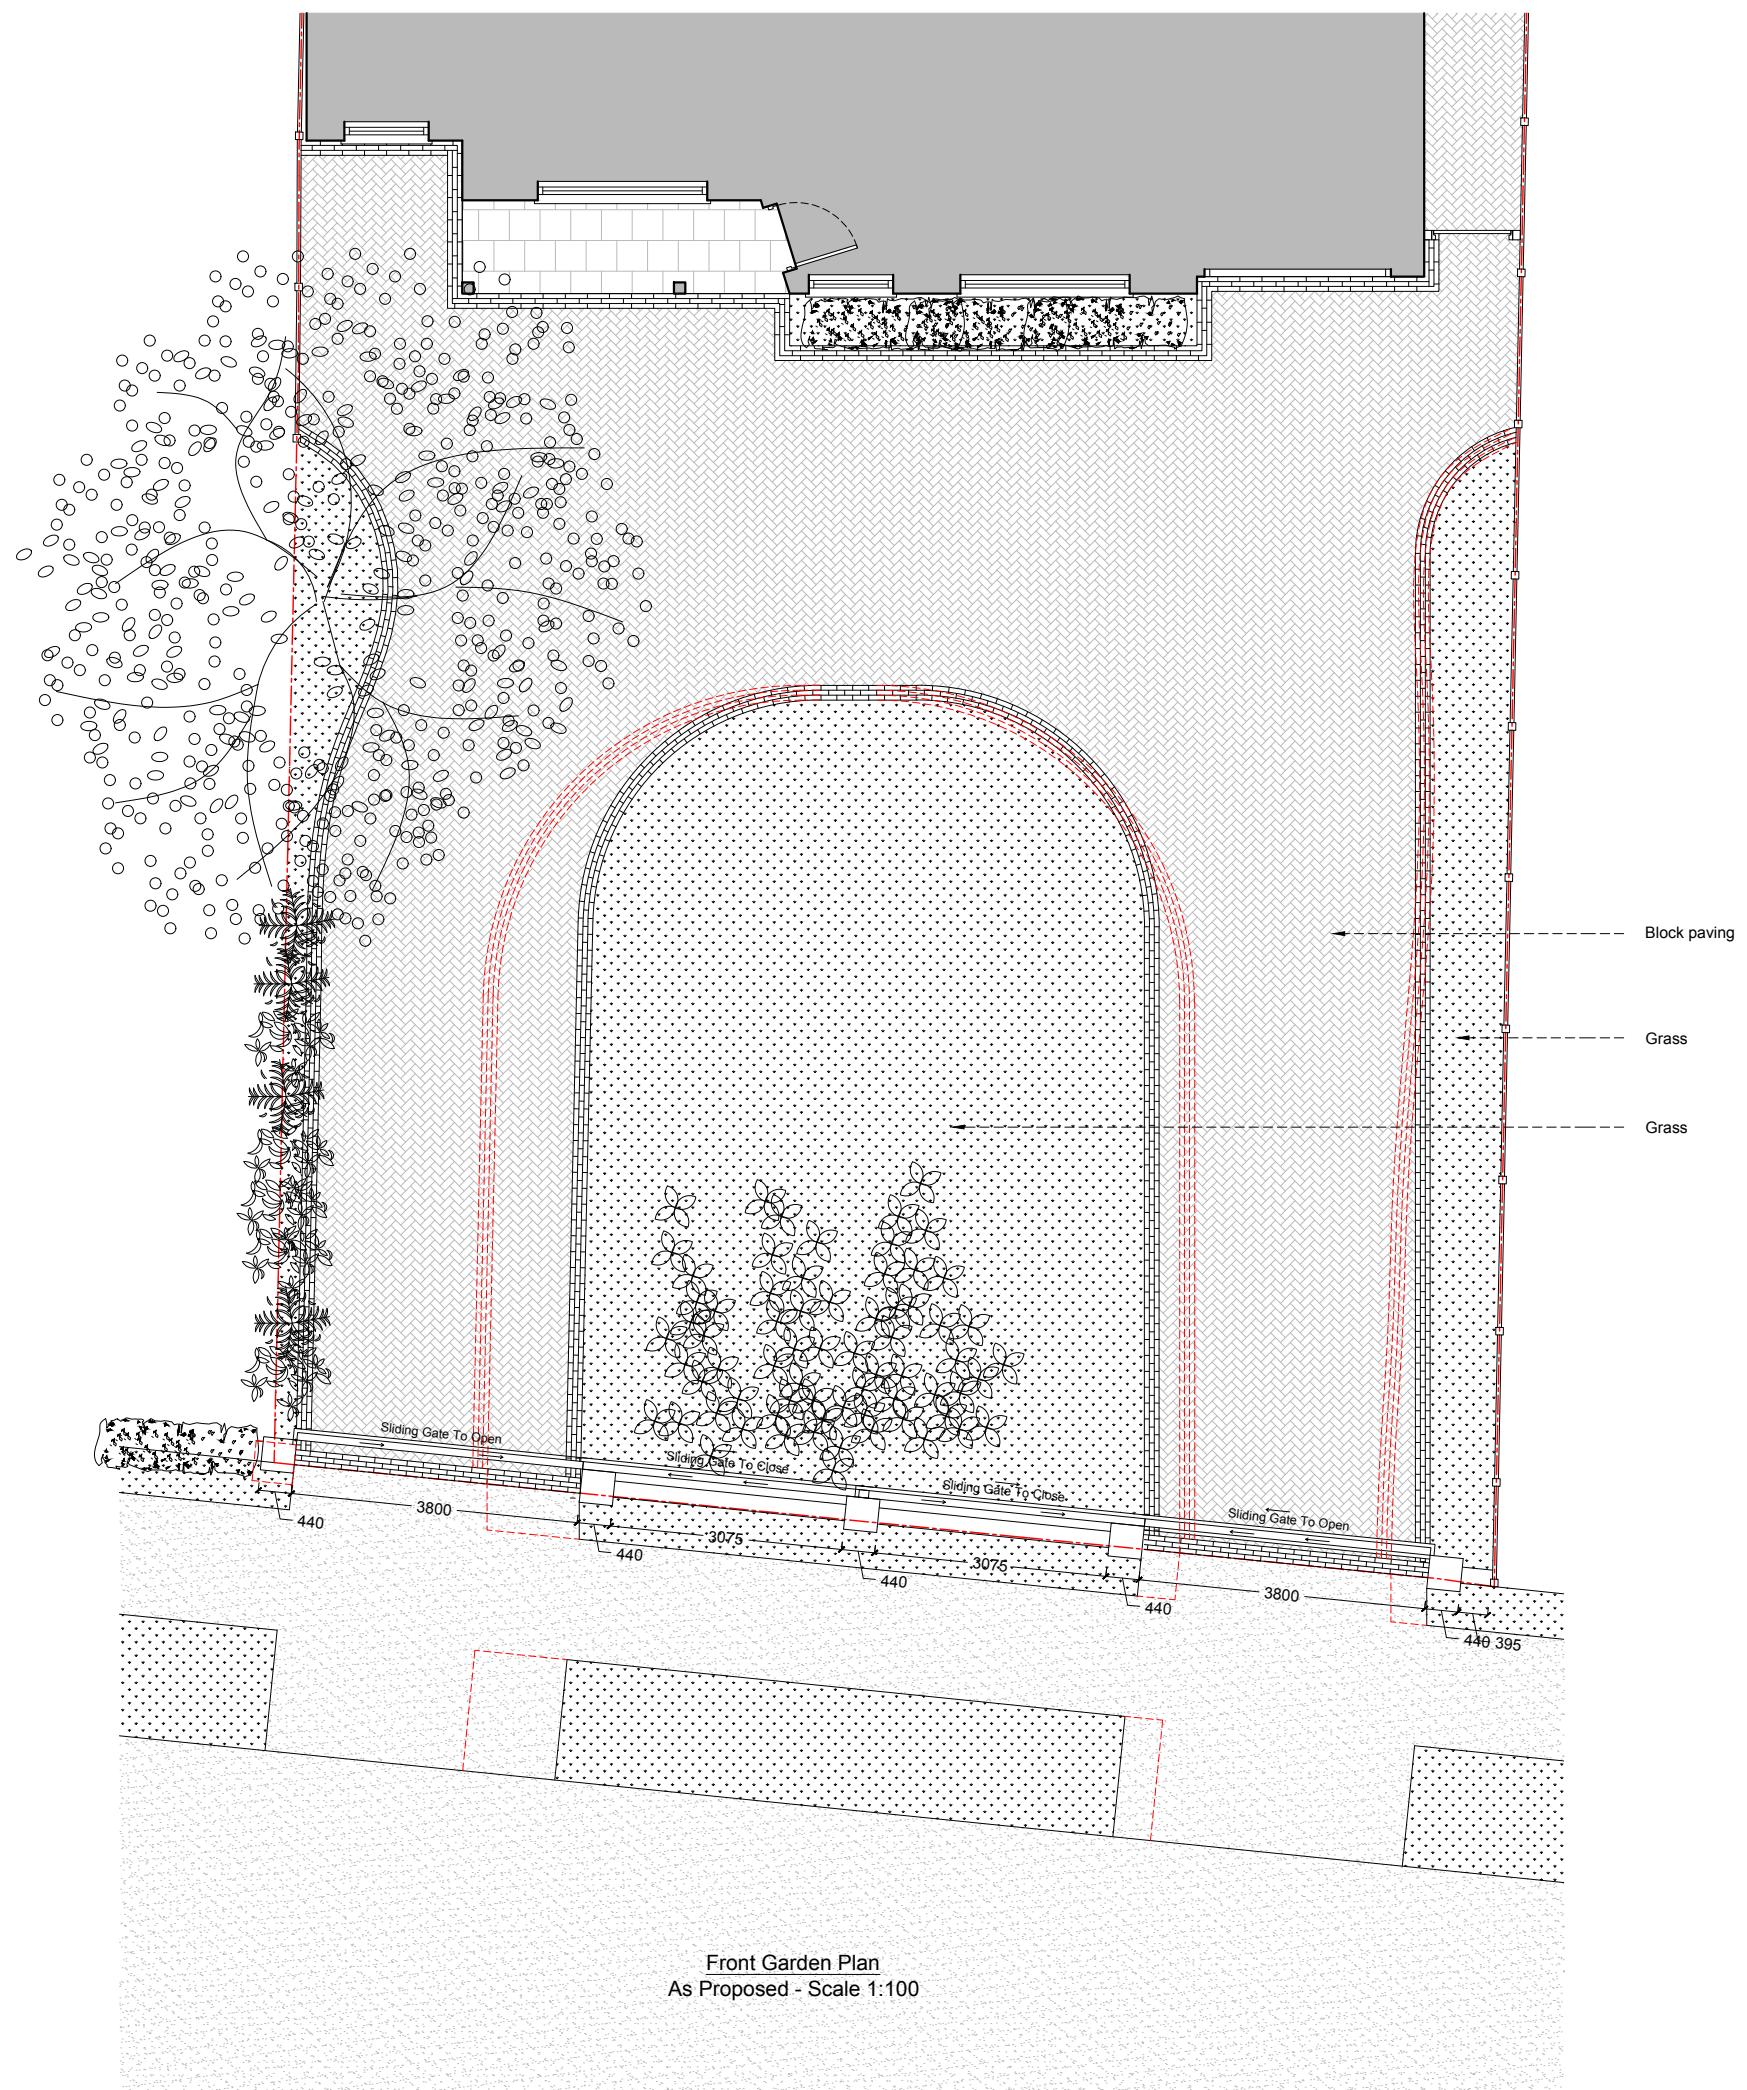 Block paving
Grass
Grass
Sliding Gate To Open
Sliding Gate To Close
Sliding Gate To Close
Sliding Gate To Open
440
3800
440
3075
440
3075
440
3800
440 395
Front Garden Plan
As Proposed - Scale 1:100